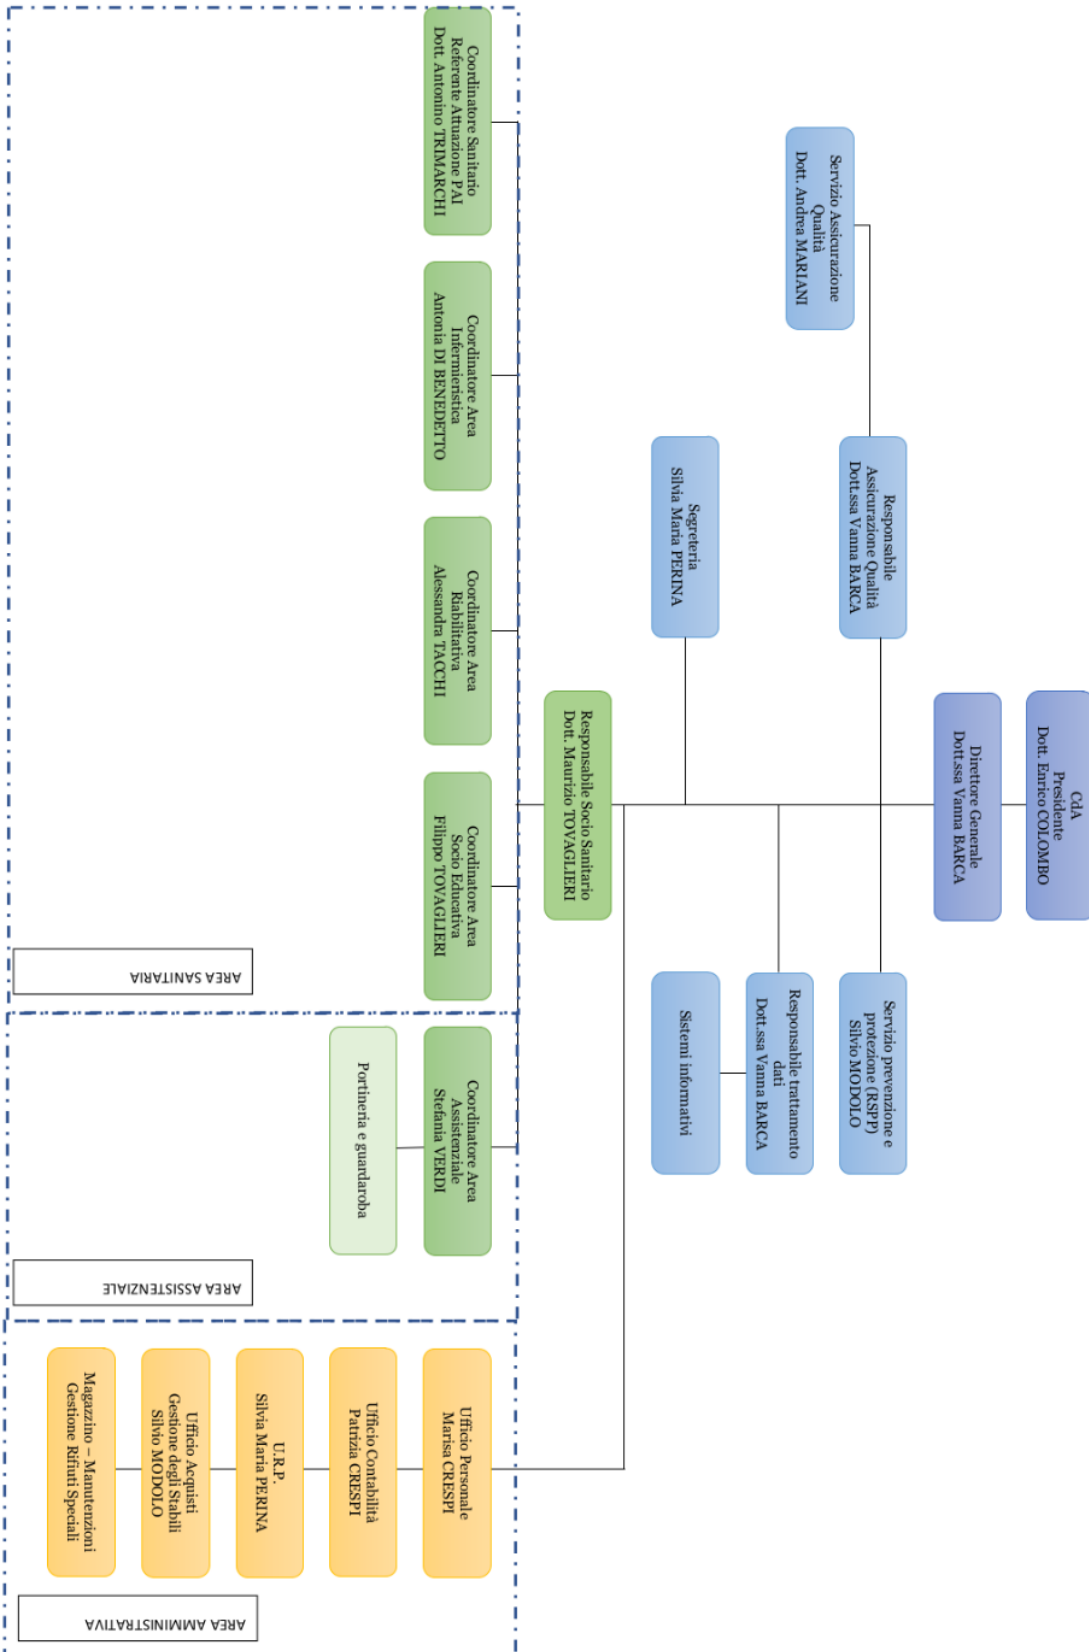 CdA
Presidente
Dott. Enrico COLOMBO
Direttore Generale
Dott.ssa Vanna BARCA
Responsabile
Assicurazione Qualità
Dott.ssa Vanna BARCA
Servizio prevenzione e
protezione (RSPP)
Silvio MODOLO
Servizio Assicurazione
Qualità
Dott. Andrea MARIANI
Responsabile trattamento
dati
Dott.ssa Vanna BARCA
Segreteria
Silvia Maria PERINA
Sistemi informativi
Responsabile Socio Sanitario
Dott. Maurizio TOVAGLIERI
Coordinatore Sanitario
Referente Attuazione PAI
Dott. Antonino TRIMARCHI
Coordinatore Area
Infermieristica
Antonia DI BENEDETTO
Coordinatore Area
Riabilitativa
Alessandra TACCHI
Coordinatore Area
Socio Educativa
Filippo TOVAGLIERI
Coordinatore Area
Assistenziale
Stefania VERDI
Portineria e guardaroba
Ufficio Personale
Marisa CRESPI
Ufficio Contabilità
Patrizia CRESPI
U.R.P.
Silvia Maria PERINA
Ufficio Acquisti
Gestione degli Stabili
Silvio MODOLO
Magazzino – Manutenzioni
Gestione Rifiuti Speciali
AREA SANITARIA
AREA ASSISTENZIALE
AREA AMMINISTRATIVA